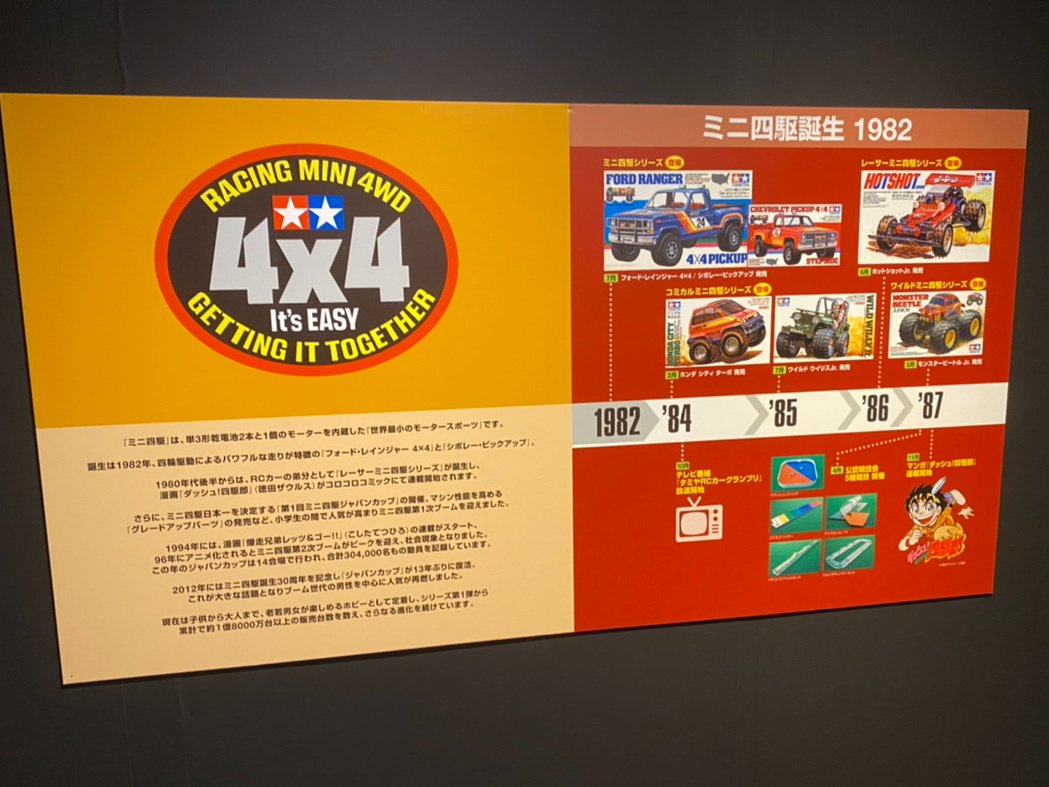 RACING MINI 4WD
4x4
It's EASY
GETTING IT TOGETHER
「ミニ四駆」は、単3形乾電池2本と1個のモーターを内蔵した『世界最小のモータースポーツ』です。
誕生は1982年、四輪駆動によるパワフルな走りが特徴の「フォード・レインジャー 4×4」と「シボレー・ピックアップ」。
1980年代後半からは、RCカーの弟分として「レーサーミニ四駆シリーズ」が誕生し、
漫画「ダッシュ!四駆郎」(徳田ザウルス)がコロコロコミックにて連載開始されます。
さらに、ミニ四駆日本一を決定する「第1回ミニ四駆ジャパンカップ」の開催、マシン性能を高める
「グレードアップパーツ」の発売など、小学生の間で人気が高まりミニ四駆第1次ブームを迎えました。
1994年には、漫画「爆走兄弟レッツ&ゴー!!」(こしたてつひろ)の連載がスタート、
96年にアニメ化されるとミニ四駆第2次ブームがピークを迎え、社会現象となりました。
この年のジャパンカップは14会場で行われ、合計304,000名もの動員を記録しています。
2012年にはミニ四駆誕生30周年を記念し「ジャパンカップ」が13年ぶりに復活。
これが大きな話題となりブーム世代の男性を中心に人気が再燃しました。
現在は子供から大人まで、老若男女が楽しめるホビーとして定着し、シリーズ第1弾から
累計で約1億8000万台以上の販売台数を数え、さらなる進化を続けています。
ミニ四駆誕生 1982
ミニ四駆シリーズ 登場
FORD RANGER
TAMIYA
24
4X4 PICKUP
CHEVROLET PICKUP 4X4
STEPSIDE
7月 フォード・レインジャー 4×4 / シボレー・ピックアップ 発売
レーサーミニ四駆シリーズ 登場
HOTSHOT
6月 ホットショットJr. 発売
コミカルミニ四駆シリーズ 登場
HONDA CITY TURBO
2月 ホンダ シティ ターボ 発売
WILD WILLY Jr.
7月 ワイルド ウイリスJr. 発売
ワイルドミニ四駆シリーズ 登場
MONSTER BEETLE
JUNIOR
5月 モンスタービートル Jr. 発売
1982 '84 '85 '86 '87
10月
テレビ番組
「タミヤRCカーグランプリ」
放送開始
4月 公認競技会
5種競技 開催
11月
マンガ「ダッシュ!四駆郎」
連載開始